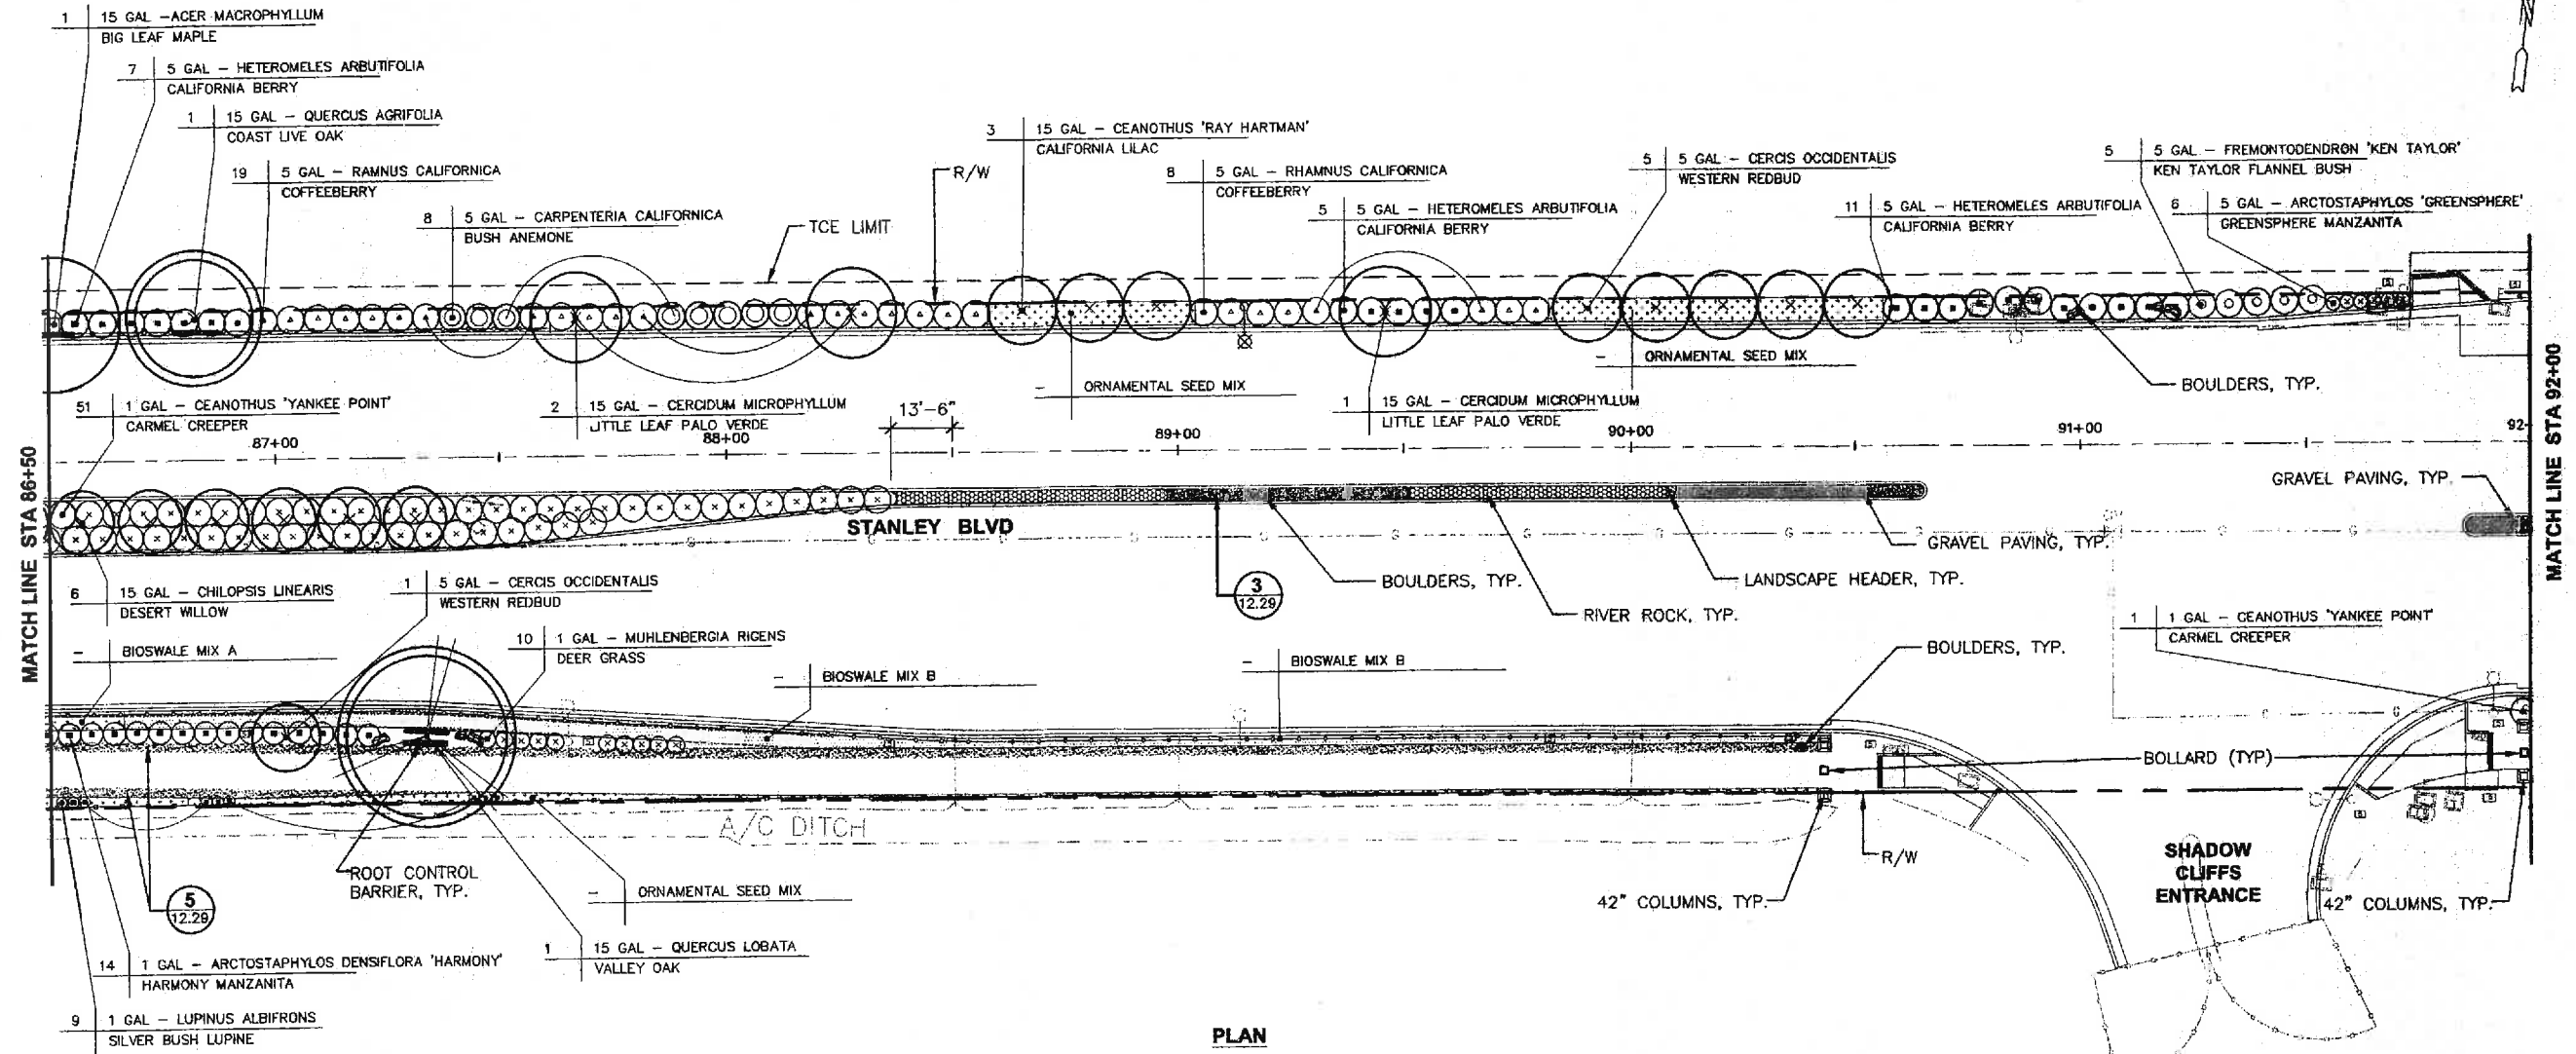 1 15 GAL –ACER MACROPHYLLUM
BIG LEAF MAPLE
7 5 GAL – HETEROMELES ARBUTIFOLIA
CALIFORNIA BERRY
1 15 GAL – QUERCUS AGRIFOLIA
COAST LIVE OAK
19 5 GAL – RAMNUS CALIFORNICA
COFFEEBERRY
8 5 GAL – CARPENTERIA CALIFORNICA
BUSH ANEMONE
TCE LIMIT
R/W
3 15 GAL – CEANOTHUS 'RAY HARTMAN'
CALIFORNIA LILAC
8 5 GAL – RHAMNUS CALIFORNICA
COFFEEBERRY
5 5 GAL – HETEROMELES ARBUTIFOLIA
CALIFORNIA BERRY
5 5 GAL – CERCIS OCCIDENTALIS
WESTERN REDBUD
11 5 GAL – HETEROMELES ARBUTIFOLIA
CALIFORNIA BERRY
5 5 GAL – FREMONTODENDRON 'KEN TAYLOR'
KEN TAYLOR FLANNEL BUSH
6 5 GAL – ARCTOSTAPHYLOS 'GREENSPHERE'
GREENSPHERE MANZANITA
N
– ORNAMENTAL SEED MIX
– ORNAMENTAL SEED MIX
BOULDERS, TYP.
51 1 GAL – CEANOTHUS 'YANKEE POINT'
CARMEL CREEPER
2 15 GAL – CERCIDUM MICROPHYLLUM
LITTLE LEAF PALO VERDE
13'-6"
1 15 GAL – CERCIDUM MICROPHYLLUM
LITTLE LEAF PALO VERDE
87+00
88+00
89+00
90+00
91+00
92-
MATCH LINE STA 86+50
MATCH LINE STA 92+00
STANLEY BLVD
GRAVEL PAVING, TYP.
GRAVEL PAVING, TYP.
BOULDERS, TYP.
LANDSCAPE HEADER, TYP.
RIVER ROCK, TYP.
3
12.29
6 15 GAL – CHILOPSIS LINEARIS
DESERT WILLOW
1 5 GAL – CERCIS OCCIDENTALIS
WESTERN REDBUD
10 1 GAL – MUHLENBERGIA RIGENS
DEER GRASS
– BIOSWALE MIX A
– BIOSWALE MIX B
– BIOSWALE MIX B
BOULDERS, TYP.
1 1 GAL – CEANOTHUS 'YANKEE POINT'
CARMEL CREEPER
BOLLARD (TYP)
A/C DITCH
R/W
SHADOW
CLIFFS
ENTRANCE
42" COLUMNS, TYP.
42" COLUMNS, TYP.
ROOT CONTROL
BARRIER, TYP.
5
12.29
– ORNAMENTAL SEED MIX
1 15 GAL – QUERCUS LOBATA
VALLEY OAK
14 1 GAL – ARCTOSTAPHYLOS DENSIFLORA 'HARMONY'
HARMONY MANZANITA
9 1 GAL – LUPINUS ALBIFRONS
SILVER BUSH LUPINE
PLAN